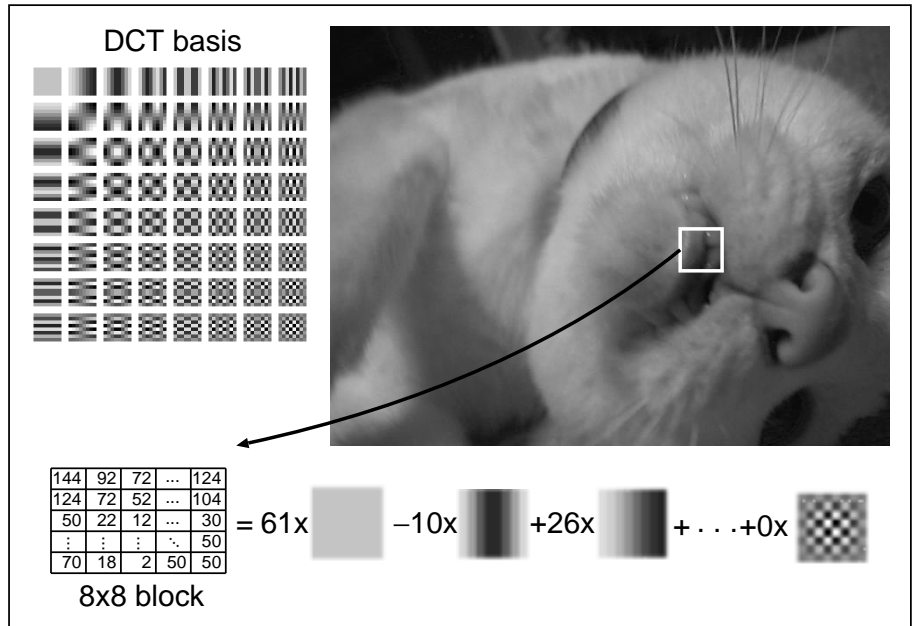 DCT basis
144 92 72 ... 124
124 72 52 ... 104
50 22 12 ... 30
⋮ ⋮ ⋮ ⋱ 50
70 18 2 50 50
= 61x −10x +26x + . . . +0x
8x8 block